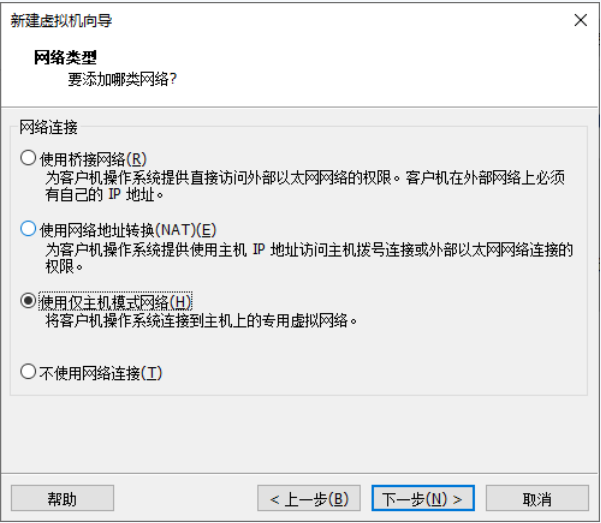 新建虚拟机向导
网络类型
要添加哪类网络?
网络连接
使用桥接网络(R)
为客户机操作系统提供直接访问外部以太网网络的权限。客户机在外部网络上必须
有自己的 IP 地址。
使用网络地址转换(NAT)(E)
为客户机操作系统提供使用主机 IP 地址访问主机拨号连接或外部以太网网络连接的
权限。
使用仅主机模式网络(H)
将客户机操作系统连接到主机上的专用虚拟网络。
不使用网络连接(T)
帮助
< 上一步(B)
下一步(N) >
取消